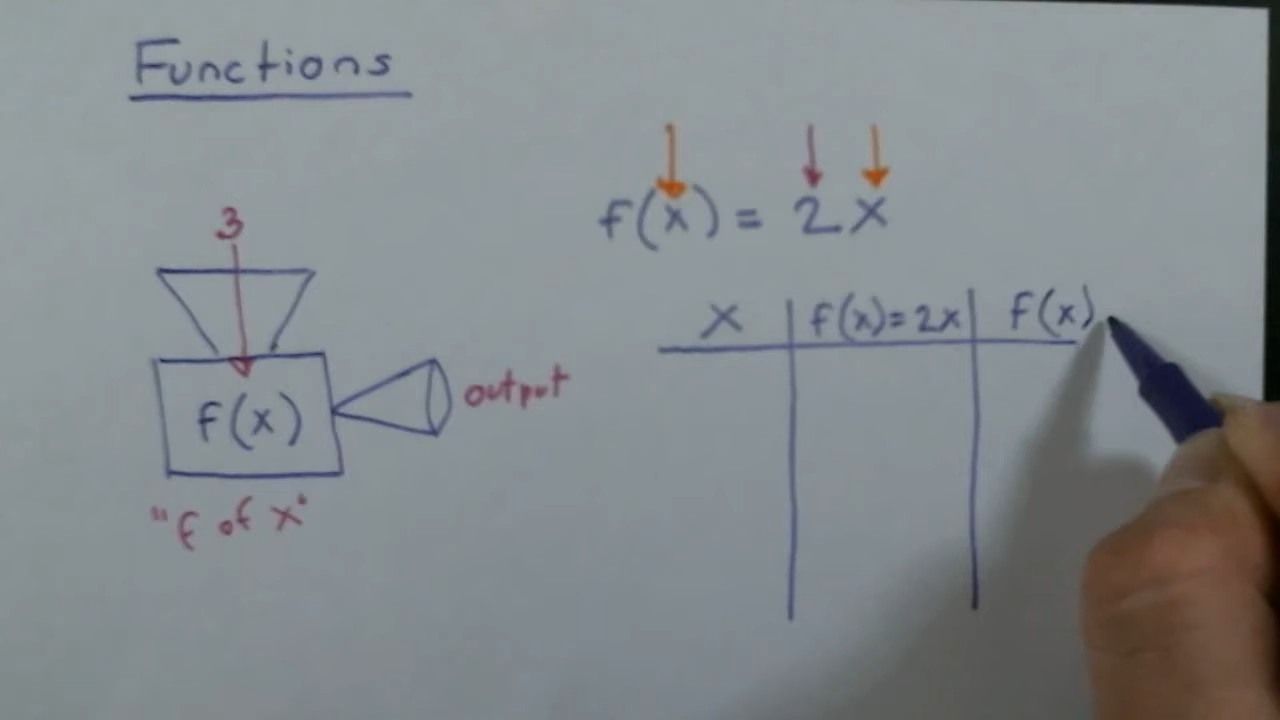 Functions
f(x) = 2x
3
x f(x)=2x f(x)
output
f(x)
"f of x"